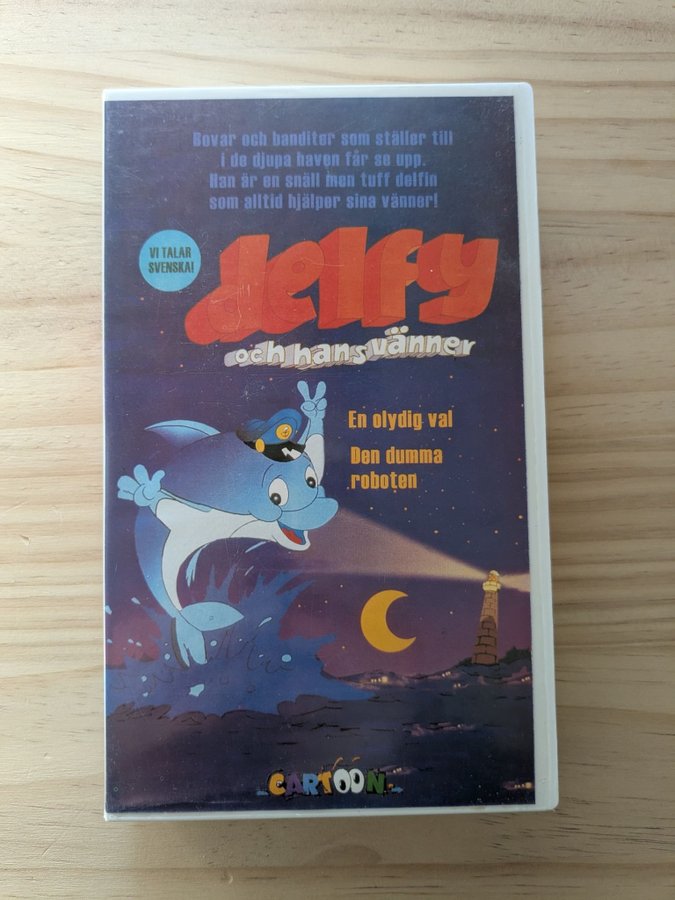 Bovar och banditer som ställer till
i de djupa haven får se upp.
Han är en snäll men tuff delfin
som alltid hjälper sina vänner!
VI TALAR
SVENSKA!
delfy
och hans vänner
En olydig val
Den dumma
roboten
CARTOON